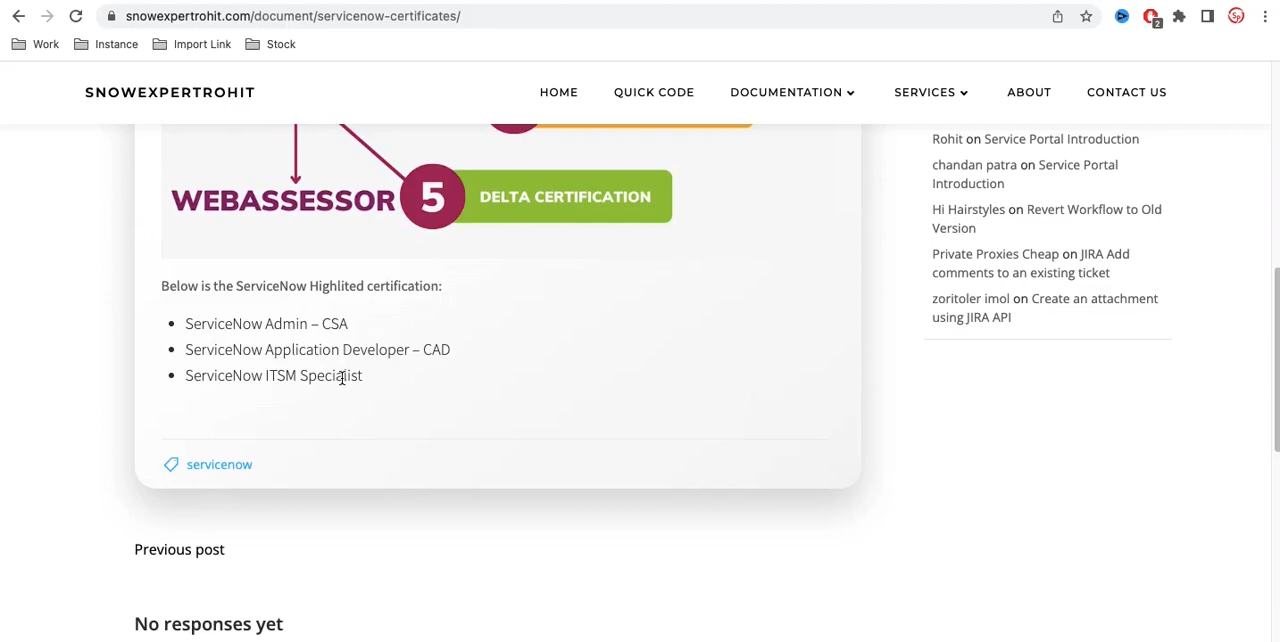 snowexpertrohit.com/document/servicenow-certificates/
2
Sp
Work Instance Import Link Stock
SNOWEXPERTROHIT
HOME QUICK CODE DOCUMENTATION SERVICES ABOUT CONTACT US
WEBASSESSOR
5
DELTA CERTIFICATION
Below is the ServiceNow Highlited certification:
ServiceNow Admin – CSA
ServiceNow Application Developer – CAD
ServiceNow ITSM Specialist
servicenow
Previous post
No responses yet
Rohit on Service Portal Introduction
chandan patra on Service Portal
Introduction
Hi Hairstyles on Revert Workflow to Old
Version
Private Proxies Cheap on JIRA Add
comments to an existing ticket
zoritoler imol on Create an attachment
using JIRA API